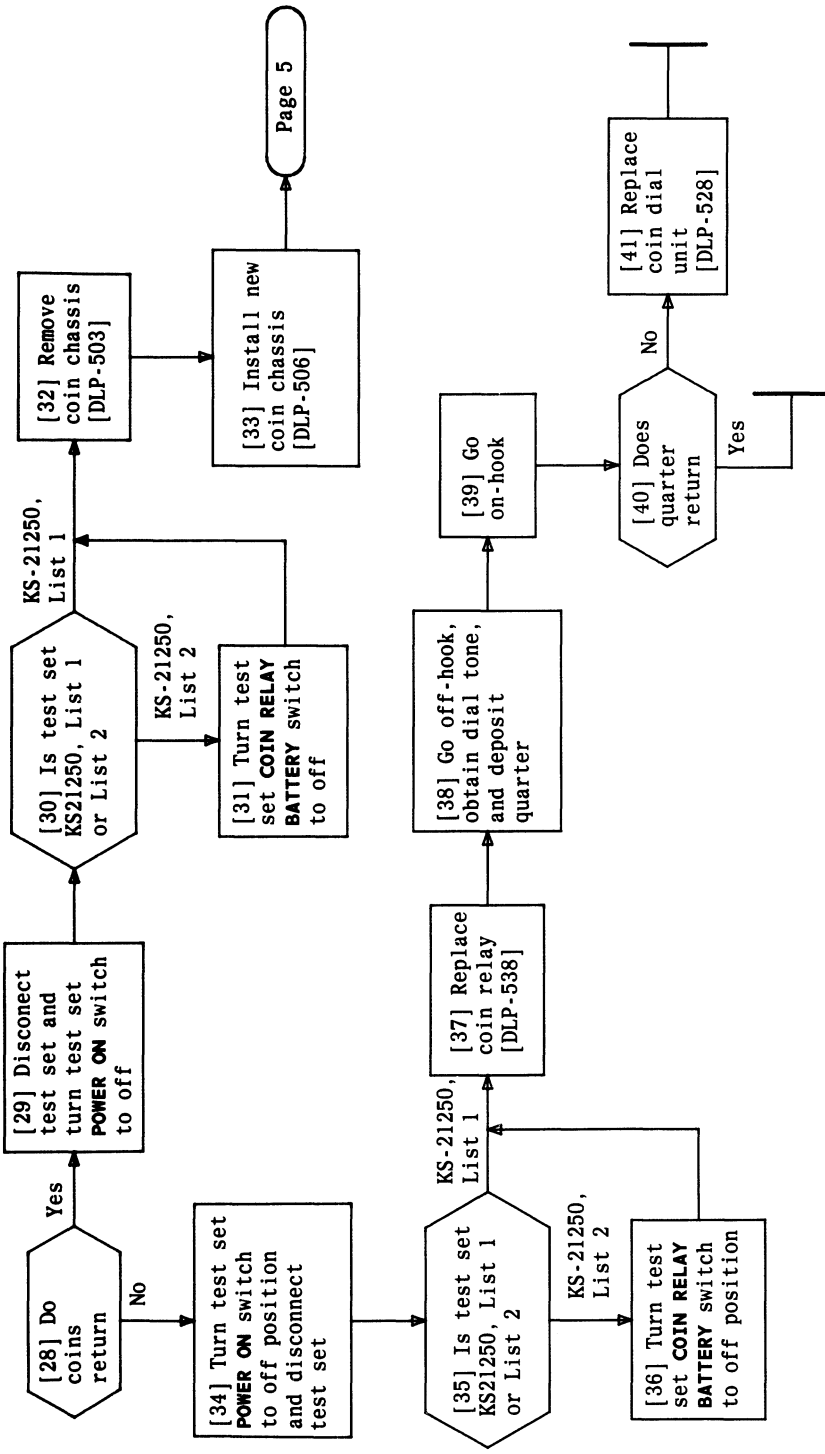 [28] Do
coins
return
Yes
No
[29] Disconect
test set and
turn test set
POWER ON switch
to off
[30] Is test set
KS21250, List 1
or List 2
KS-21250,
List 1
KS-21250,
List 2
[31] Turn test
set COIN RELAY
BATTERY switch
to off
[32] Remove
coin chassis
[DLP-503]
[33] Install new
coin chassis
[DLP-506]
Page 5
[34] Turn test set
POWER ON switch
to off position
and disconnect
test set
[35] Is test set
KS21250, List 1
or List 2
KS-21250,
List 1
KS-21250,
List 2
[36] Turn test
set COIN RELAY
BATTERY switch
to off position
[37] Replace
coin relay
[DLP-538]
[38] Go off-hook,
obtain dial tone,
and deposit
quarter
[39] Go
on-hook
[40] Does
quarter
return
No
Yes
[41] Replace
coin dial
unit
[DLP-528]